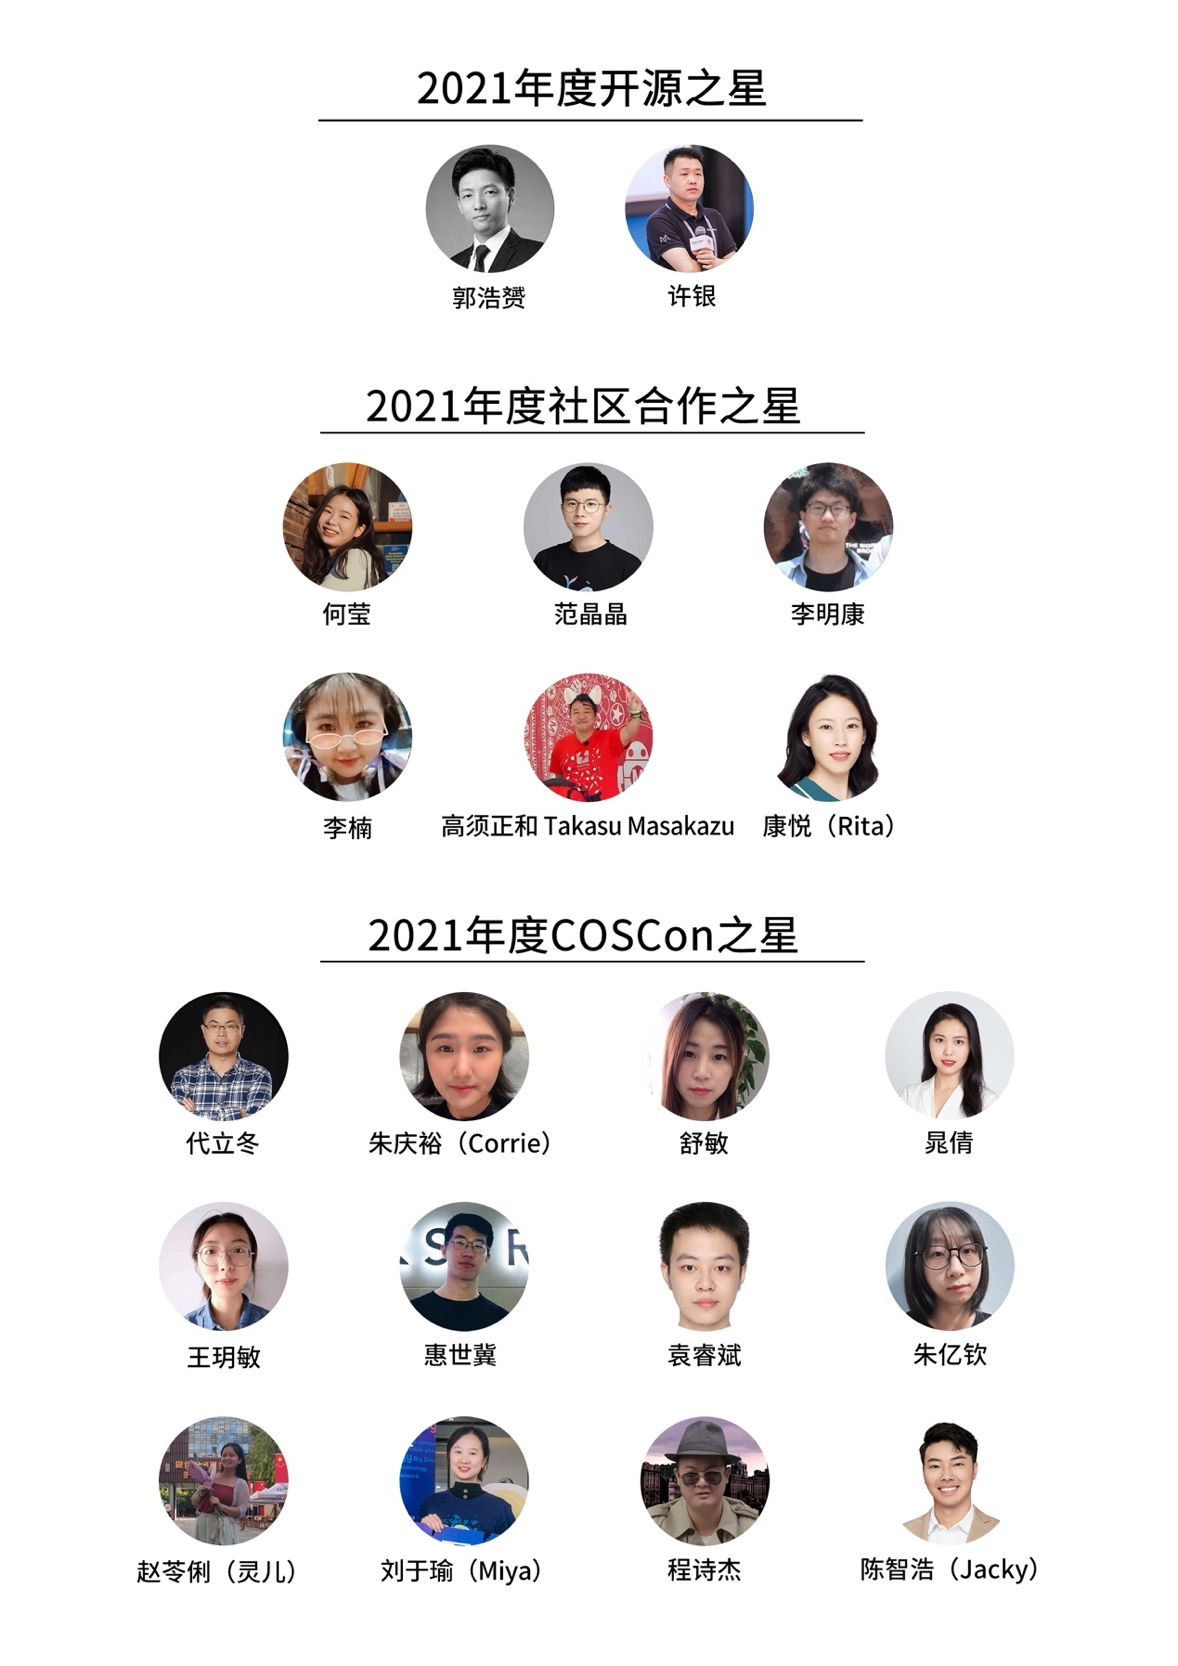 2021年度开源之星
郭浩赟
许银
2021年度社区合作之星
何莹
范晶晶
李明康
李楠
高须正和 Takasu Masakazu
康悦（Rita）
2021年度COSCon之星
代立冬
朱庆裕（Corrie）
舒敏
晁倩
王玥敏
惠世冀
袁睿斌
朱亿钦
赵苓俐（灵儿）
刘于瑜（Miya）
程诗杰
陈智浩（Jacky）